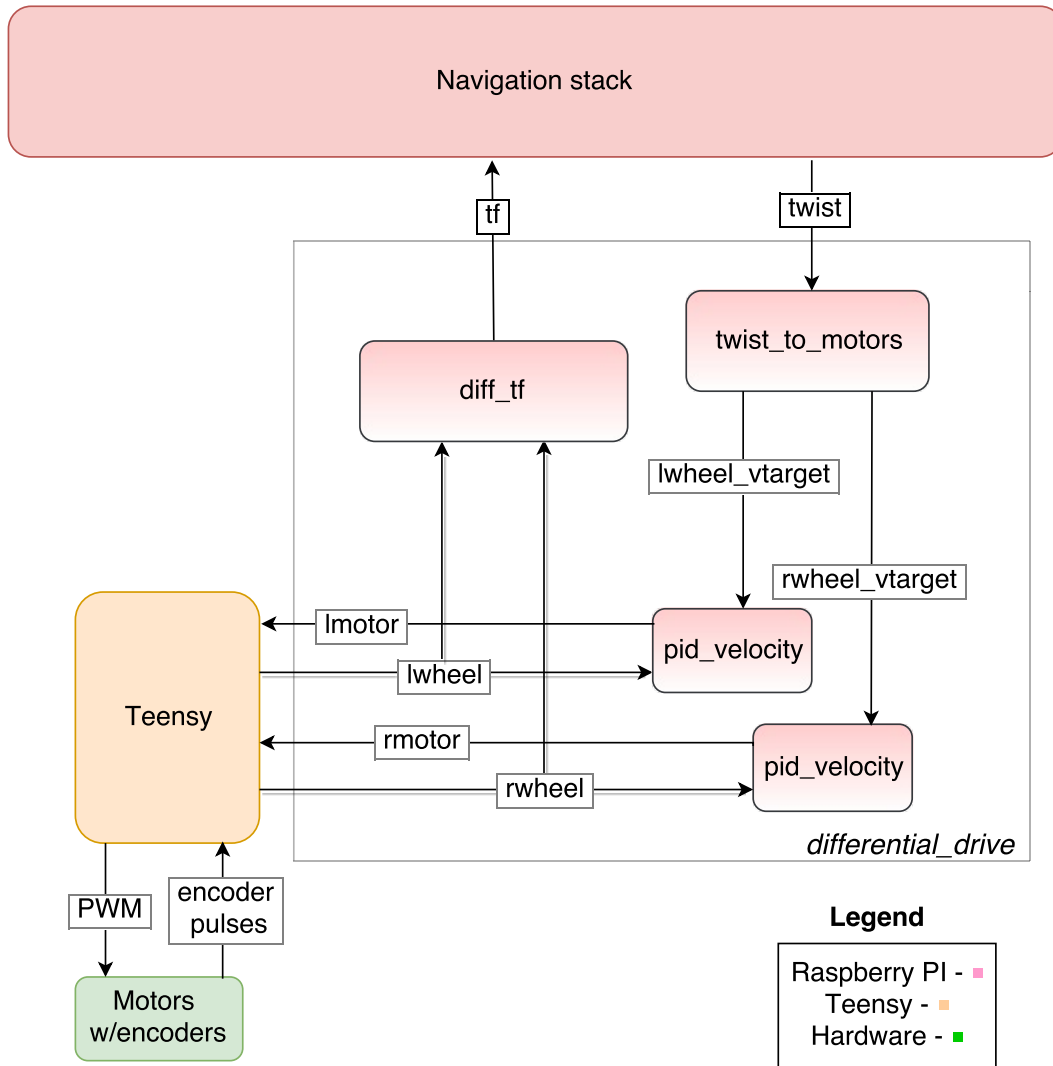 Navigation stack
tf
twist
twist_to_motors
diff_tf
lwheel_vtarget
rwheel_vtarget
lmotor
pid_velocity
lwheel
Teensy
rmotor
pid_velocity
rwheel
differential_drive
PWM
encoder
pulses
Legend
Raspberry PI -
Teensy -
Hardware -
Motors
w/encoders